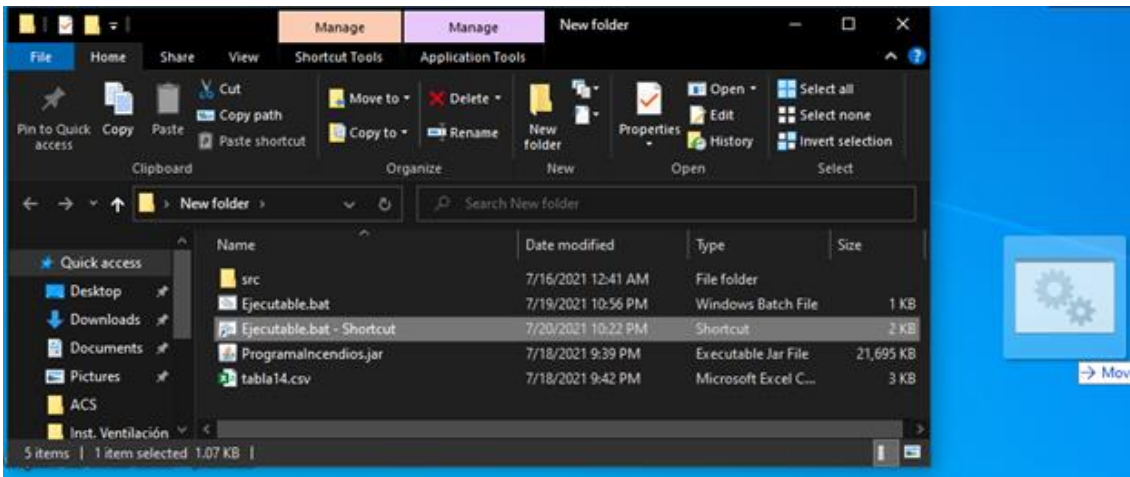 Manage Manage New folder
File Home Share View Shortcut Tools Application Tools
Pin to Quick access
Copy
Paste
Cut
Copy path
Paste shortcut
Clipboard
Move to
Copy to
Delete
Rename
Organize
New folder
New
Properties
Open
Edit
History
Open
Select all
Select none
Invert selection
Select
New folder
Search New folder
Quick access
Desktop
Downloads
Documents
Pictures
ACS
Inst. Ventilación
Name Date modified Type Size
src 7/16/2021 12:41 AM File folder
Ejecutable.bat 7/19/2021 10:56 PM Windows Batch File 1 KB
Ejecutable.bat - Shortcut 7/20/2021 10:22 PM Shortcut 2 KB
ProgramaIncendios.jar 7/18/2021 9:39 PM Executable Jar File 21,695 KB
tabla14.csv 7/18/2021 9:42 PM Microsoft Excel C... 3 KB
5 items 1 item selected 1.07 KB
Mov